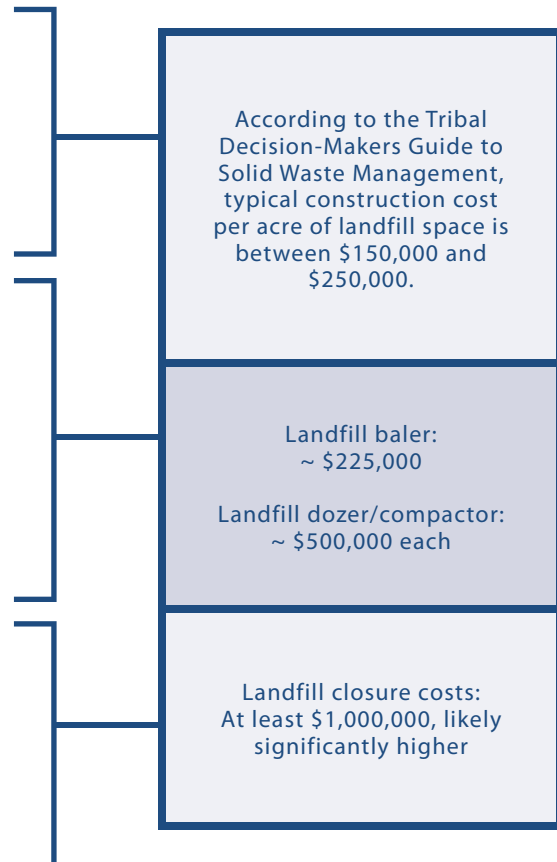 According to the Tribal
Decision-Makers Guide to
Solid Waste Management,
typical construction cost
per acre of landfill space is
between $150,000 and
$250,000.
Landfill baler:
~ $225,000
Landfill dozer/compactor:
~ $500,000 each
Landfill closure costs:
At least $1,000,000, likely
significantly higher